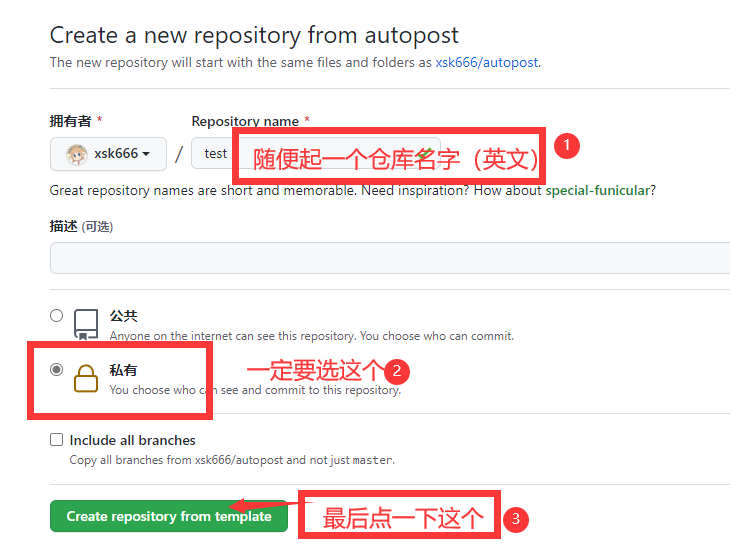 Create a new repository from autopost
The new repository will start with the same files and folders as xsk666/autopost.
拥有者 * Repository name *
xsk666 / test 随便起一个仓库名字（英文） 1
Great repository names are short and memorable. Need inspiration? How about special-funicular?
描述 (可选)
公共
Anyone on the internet can see this repository. You choose who can commit.
私有 一定要选这个 2
You choose who can see and commit to this repository.
Include all branches
Copy all branches from xsk666/autopost and not just master.
Create repository from template 最后点一下这个 3